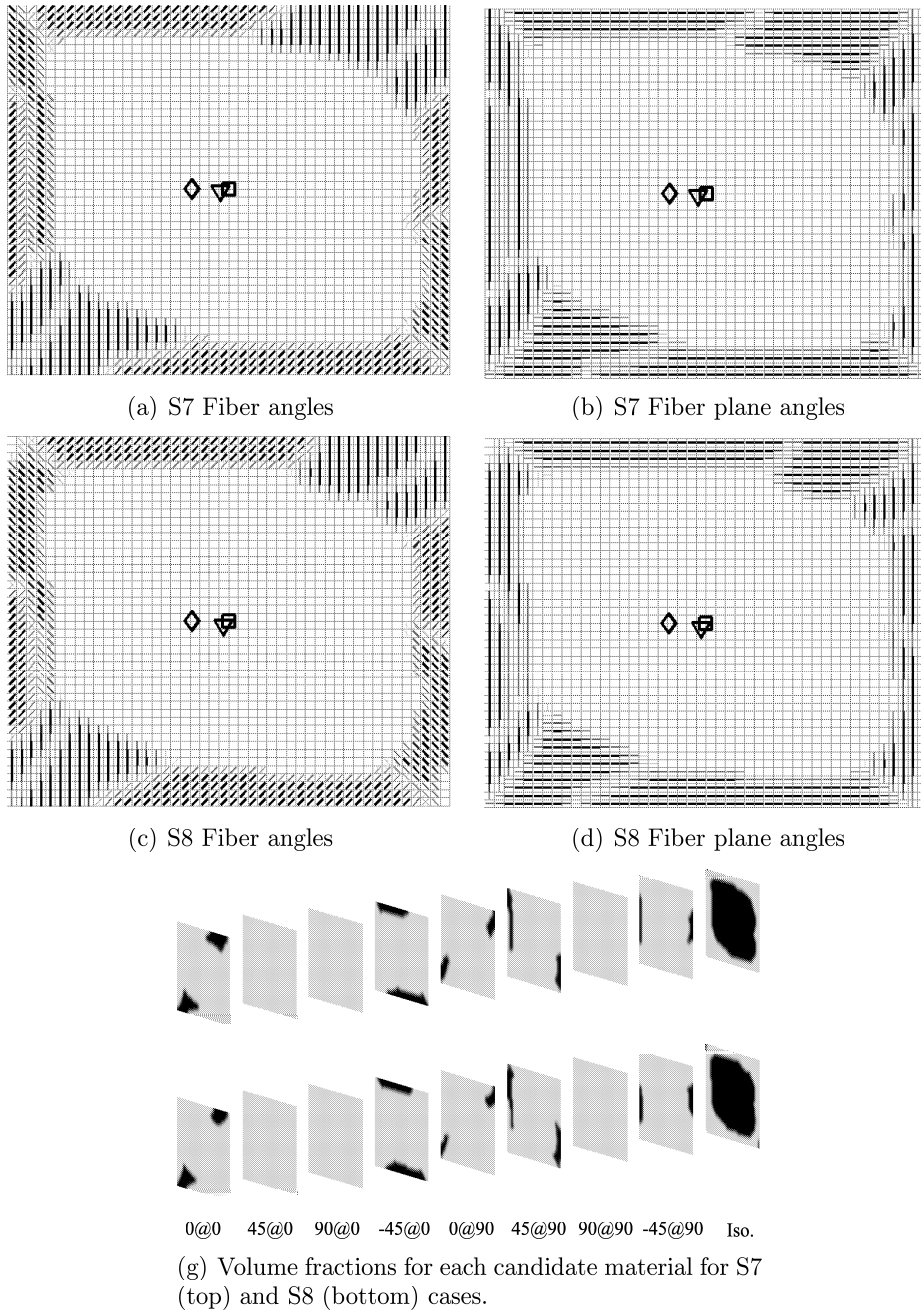 (a) S7 Fiber angles
(b) S7 Fiber plane angles
(c) S8 Fiber angles
(d) S8 Fiber plane angles
0@0 45@0 90@0 -45@0 0@90 45@90 90@90 -45@90 Iso.
(g) Volume fractions for each candidate material for S7
(top) and S8 (bottom) cases.